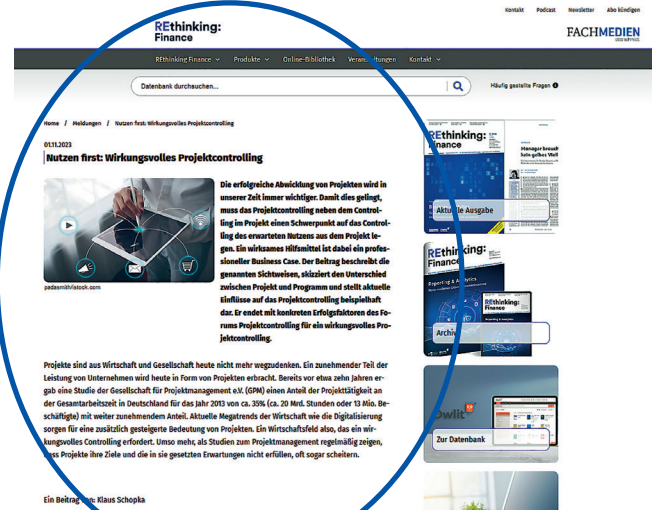 Kontakt Podcast Newsletter Abo kündigen
REthinking:
Finance
FACHMEDIEN
REthinking Finance Produkte Online-Bibliothek Veranstaltungen Kontakt
Datenbank durchsuchen...
Häufig gestellte Fragen
Home / Meldungen / Nutzen first: Wirkungsvolles Projektcontrolling
01.11.2023
Nutzen first: Wirkungsvolles Projektcontrolling
Die erfolgreiche Abwicklung von Projekten wird in
unserer Zeit immer wichtiger. Damit dies gelingt,
muss das Projektcontrolling neben dem Control-
ling im Projekt einen Schwerpunkt auf das Control-
ling des erwarteten Nutzens aus dem Projekt le-
gen. Ein wirksames Hilfsmittel ist dabei ein profes-
sioneller Business Case. Der Beitrag beschreibt die
genannten Sichtweisen, skizziert den Unterschied
zwischen Projekt und Programm und stellt aktuelle
Einflüsse auf das Projektcontrolling beispielhaft
dar. Er endet mit konkreten Erfolgsfaktoren des Fo-
rums Projektcontrolling für ein wirkungsvolles Pro-
jektcontrolling.
padasmith/istock.com
Projekte sind aus Wirtschaft und Gesellschaft heute nicht mehr wegzudenken. Ein zunehmender Teil der
Leistung von Unternehmen wird heute in Form von Projekten erbracht. Bereits vor etwa zehn Jahren er-
gab eine Studie der Gesellschaft für Projektmanagement e.V. (GPM) einen Anteil der Projekttätigkeit an
der Gesamtarbeitszeit in Deutschland für das Jahr 2013 von ca. 35% (ca. 20 Mrd. Stunden oder 13 Mio. Be-
schäftigte) mit weiter zunehmendem Anteil. Aktuelle Megatrends der Wirtschaft wie die Digitalisierung
sorgen für eine zusätzlich gesteigerte Bedeutung von Projekten. Ein Wirtschaftsfeld also, das ein wir-
kungsvolles Controlling erfordert. Umso mehr, als Studien zum Projektmanagement regelmäßig zeigen,
dass Projekte ihre Ziele und die in sie gesetzten Erwartungen nicht erfüllen, oft sogar scheitern.
Ein Beitrag von: Klaus Schopka
REthinking:
Finance
Manager brauch
kein gelbes Vieh
Aktuelle Ausgabe
REthinking:
Finance
Reporting & Analytics
REthinking:
Finance
Archiv
Owlit
Zur Datenbank